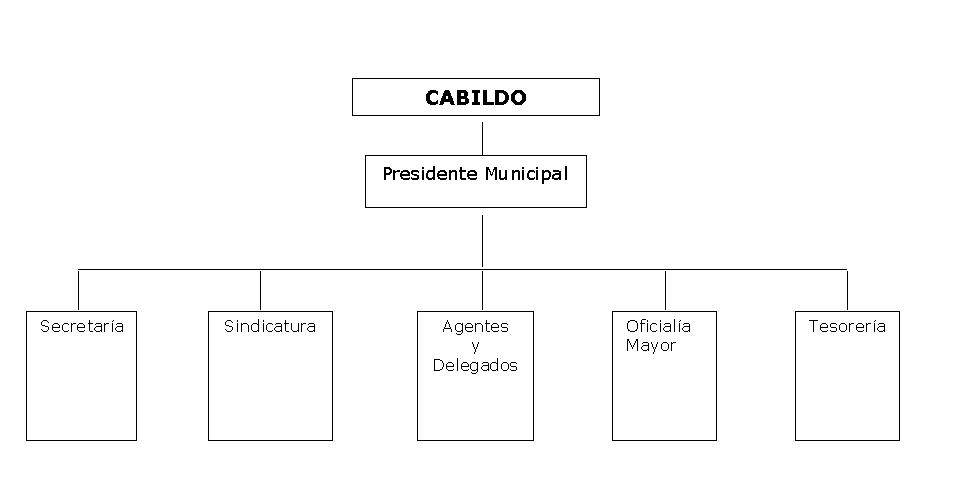 CABILDO
Presidente Municipal
Secretaría
Sindicatura
Agentes
y
Delegados
Oficialía
Mayor
Tesorería